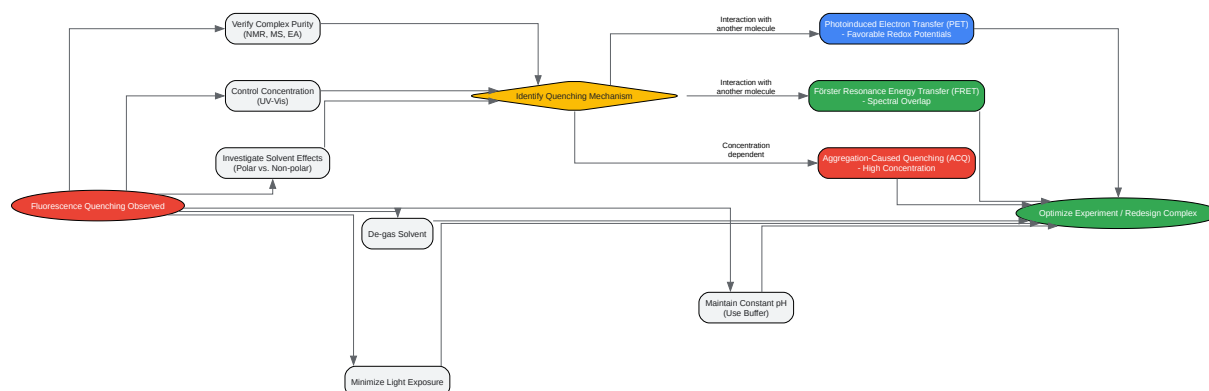 Verify Complex Purity
(NMR, MS, EA)
Interaction with
another molecule
Photoinduced Electron Transfer (PET)
- Favorable Redox Potentials
Control Concentration
(UV-Vis)
Identify Quenching Mechanism
Interaction with
another molecule
Förster Resonance Energy Transfer (FRET)
- Spectral Overlap
Investigate Solvent Effects
(Polar vs. Non-polar)
Concentration
dependent
Aggregation-Caused Quenching (ACQ)
- High Concentration
Fluorescence Quenching Observed
De-gas Solvent
Optimize Experiment / Redesign Complex
Maintain Constant pH
(Use Buffer)
Minimize Light Exposure